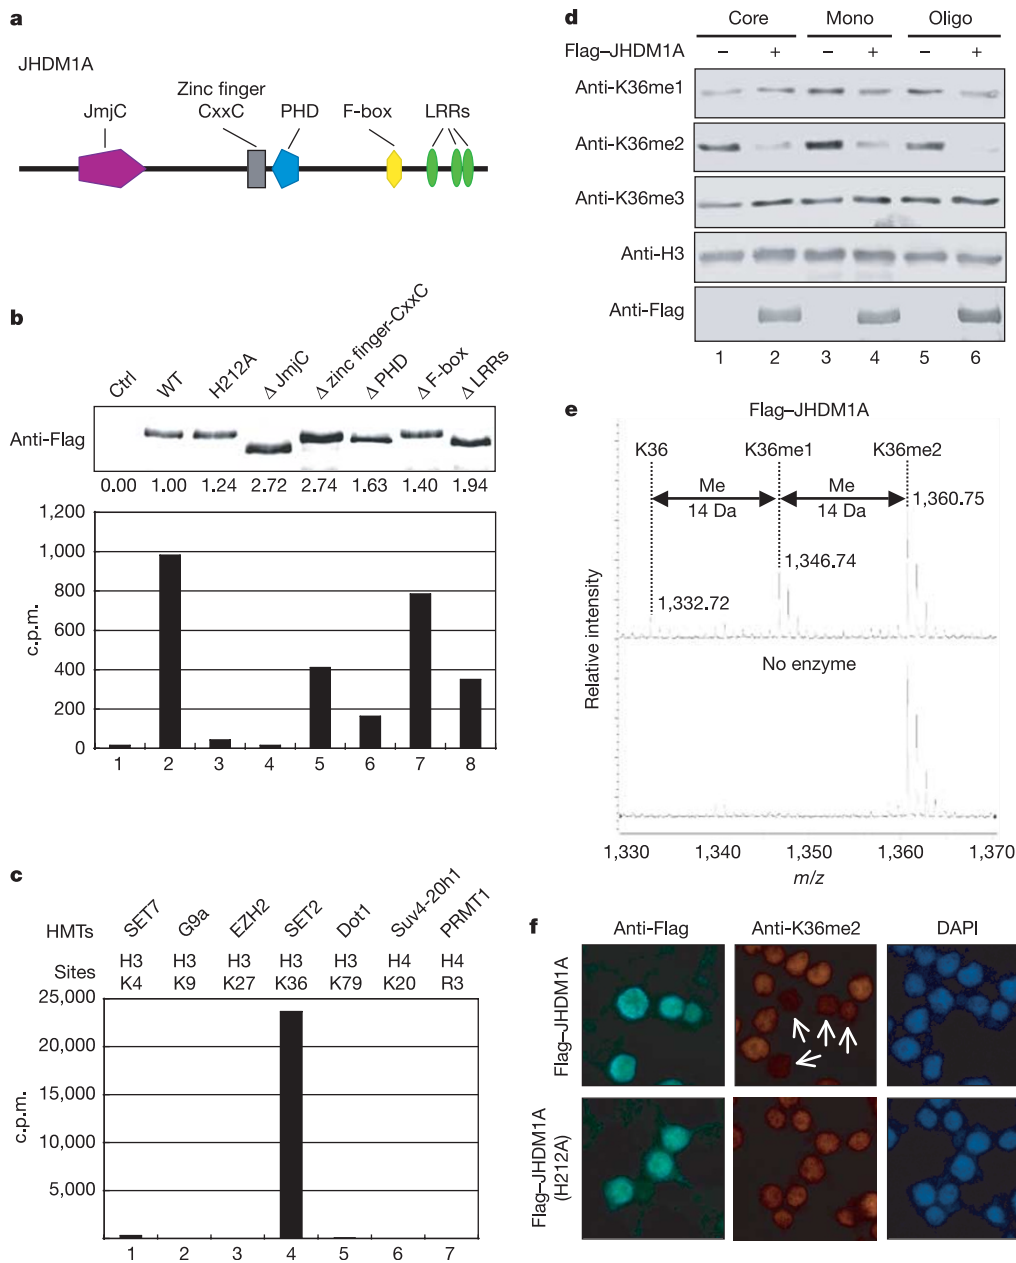 a
JHDM1A
JmjC
Zinc finger
CxxC
PHD
F-box
LRRs
b
Ctrl
WT
H212A
Δ JmjC
Δ zinc finger-CxxC
Δ PHD
Δ F-box
Δ LRRs
Anti-Flag
0.00 1.00 1.24 2.72 2.74 1.63 1.40 1.94
1,200
1,000
800
600
400
200
0
c.p.m.
1 2 3 4 5 6 7 8
c
HMTs SET7 G9a EZH2 SET2 Dot1 Suv4-20h1 PRMT1
Sites H3 H3 H3 H3 H3 H4 H4
K4 K9 K27 K36 K79 K20 R3
25,000
20,000
15,000
10,000
5,000
c.p.m.
1 2 3 4 5 6 7
d
Core Mono Oligo
Flag–JHDM1A – + – + – +
Anti-K36me1
Anti-K36me2
Anti-K36me3
Anti-H3
Anti-Flag
1 2 3 4 5 6
e
Flag–JHDM1A
K36 K36me1 K36me2
Me Me
14 Da 14 Da
1,360.75
1,346.74
1,332.72
No enzyme
Relative intensity
1,330 1,340 1,350 1,360 1,370
m/z
f
Anti-Flag Anti-K36me2 DAPI
Flag–JHDM1A
Flag–JHDM1A
(H212A)